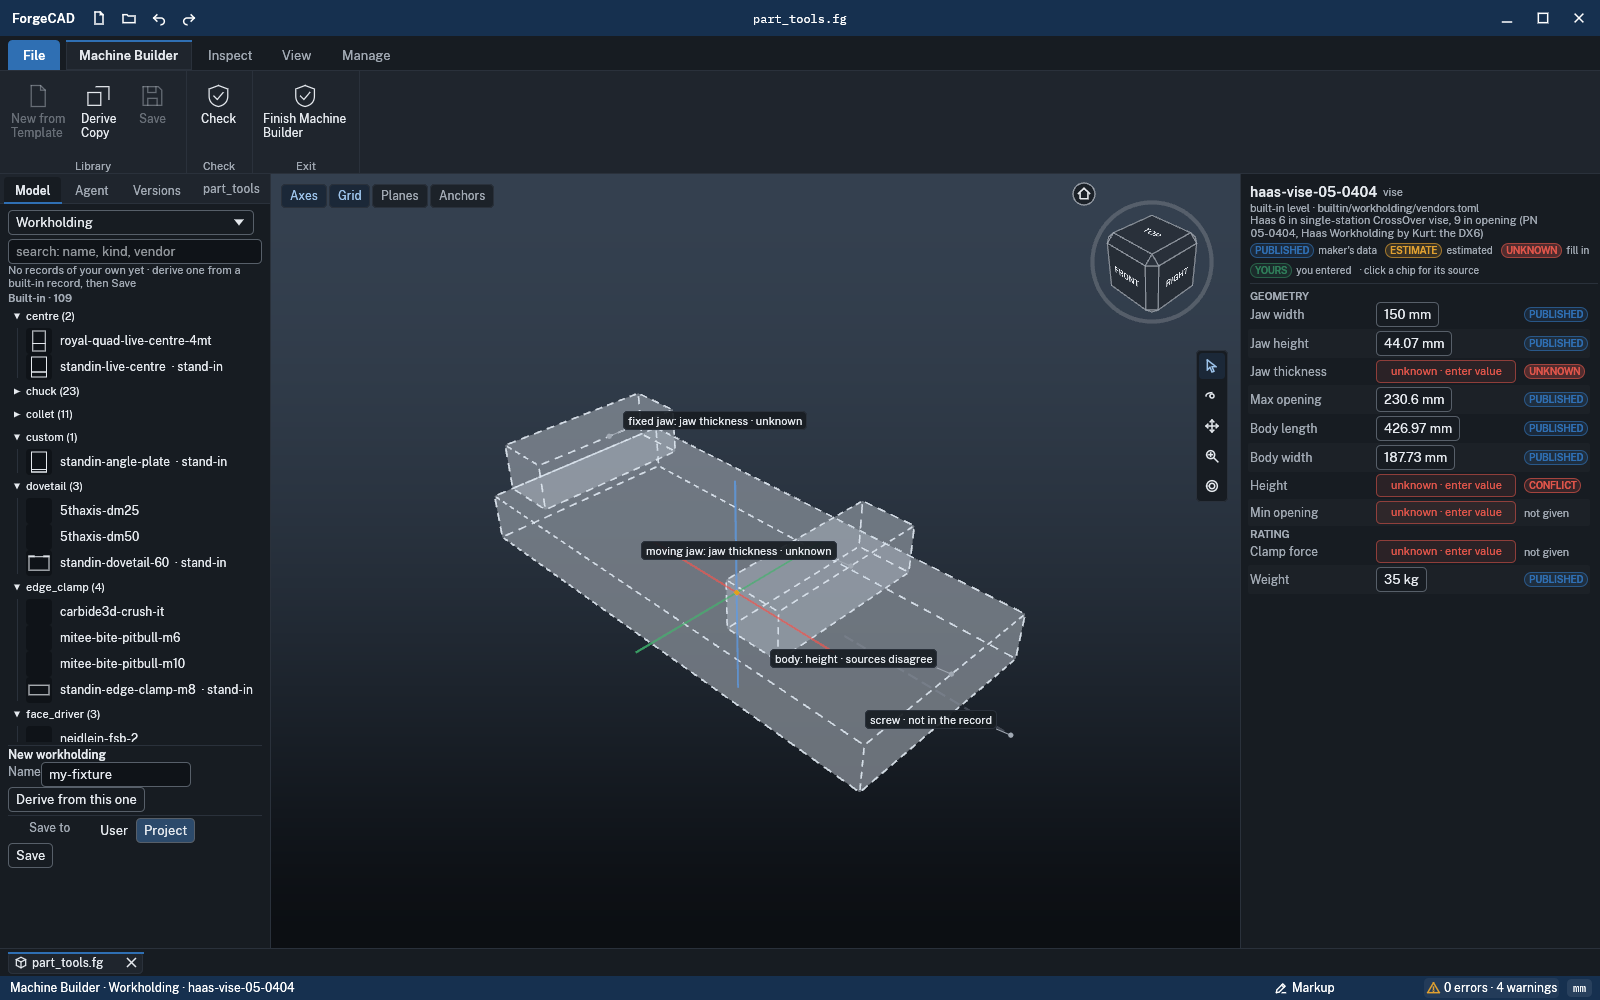 ForgeCAD
part_tools.fg
File
Machine Builder
Inspect
View
Manage
New from Template
Derive Copy
Save
Check
Finish Machine Builder
Library
Check
Exit
Model
Agent
Versions
part_tools
Workholding
search: name, kind, vendor
No records of your own yet · derive one from a
built-in record, then Save
Built-in · 109
▼ centre (2)
royal-quad-live-centre-4mt
standin-live-centre · stand-in
► chuck (23)
► collet (11)
▼ custom (1)
standin-angle-plate · stand-in
▼ dovetail (3)
5thaxis-dm25
5thaxis-dm50
standin-dovetail-60 · stand-in
▼ edge_clamp (4)
carbide3d-crush-it
mitee-bite-pitbull-m6
mitee-bite-pitbull-m10
standin-edge-clamp-m8 · stand-in
▼ face_driver (3)
neidlein-fsb-2
New workholding
Name my-fixture
Derive from this one
Save to User Project
Save
Axes
Grid
Planes
Anchors
TOP
FRONT
RIGHT
fixed jaw: jaw thickness · unknown
moving jaw: jaw thickness · unknown
body: height · sources disagree
screw · not in the record
haas-vise-05-0404 vise
built-in level · builtin/workholding/vendors.toml
Haas 6 in single-station CrossOver vise, 9 in opening (PN
05-0404, Haas Workholding by Kurt: the DX6)
PUBLISHED maker's data ESTIMATE estimated UNKNOWN fill in
YOURS you entered · click a chip for its source
GEOMETRY
Jaw width 150 mm PUBLISHED
Jaw height 44.07 mm PUBLISHED
Jaw thickness unknown · enter value UNKNOWN
Max opening 230.6 mm PUBLISHED
Body length 426.97 mm PUBLISHED
Body width 187.73 mm PUBLISHED
Height unknown · enter value CONFLICT
Min opening unknown · enter value not given
RATING
Clamp force unknown · enter value not given
Weight 35 kg PUBLISHED
part_tools.fg
Machine Builder · Workholding · haas-vise-05-0404
Markup
0 errors · 4 warnings
mm